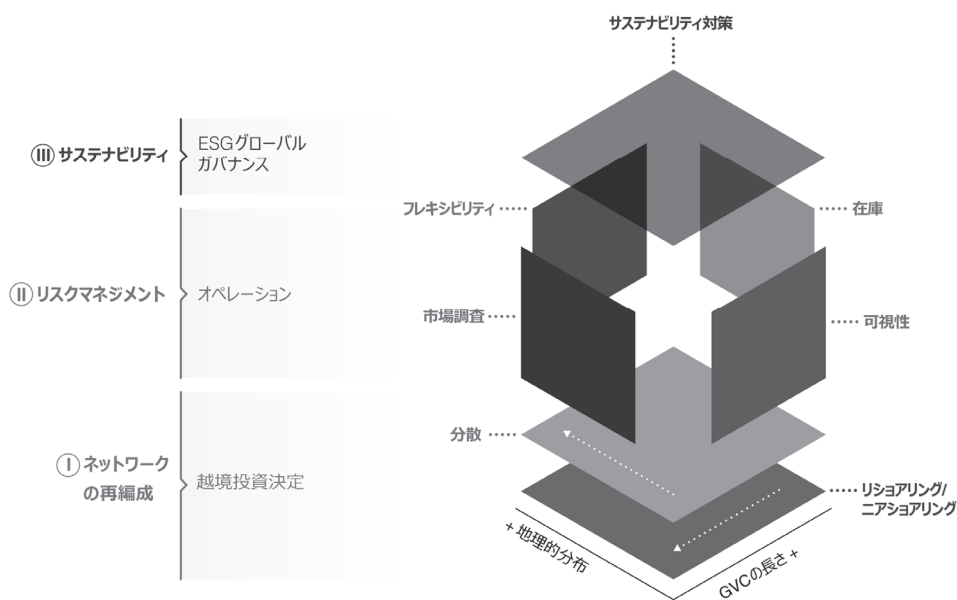 サステナビリティ対策
Ⅲ サステナビリティ
ESGグローバル
ガバナンス
フレキシビリティ
在庫
Ⅱ リスクマネジメント
オペレーション
市場調査
可視性
分散
Ⅰ ネットワーク
の再編成
越境投資決定
リショアリング/
ニアショアリング
+ 地理的分布
GVCの長さ +